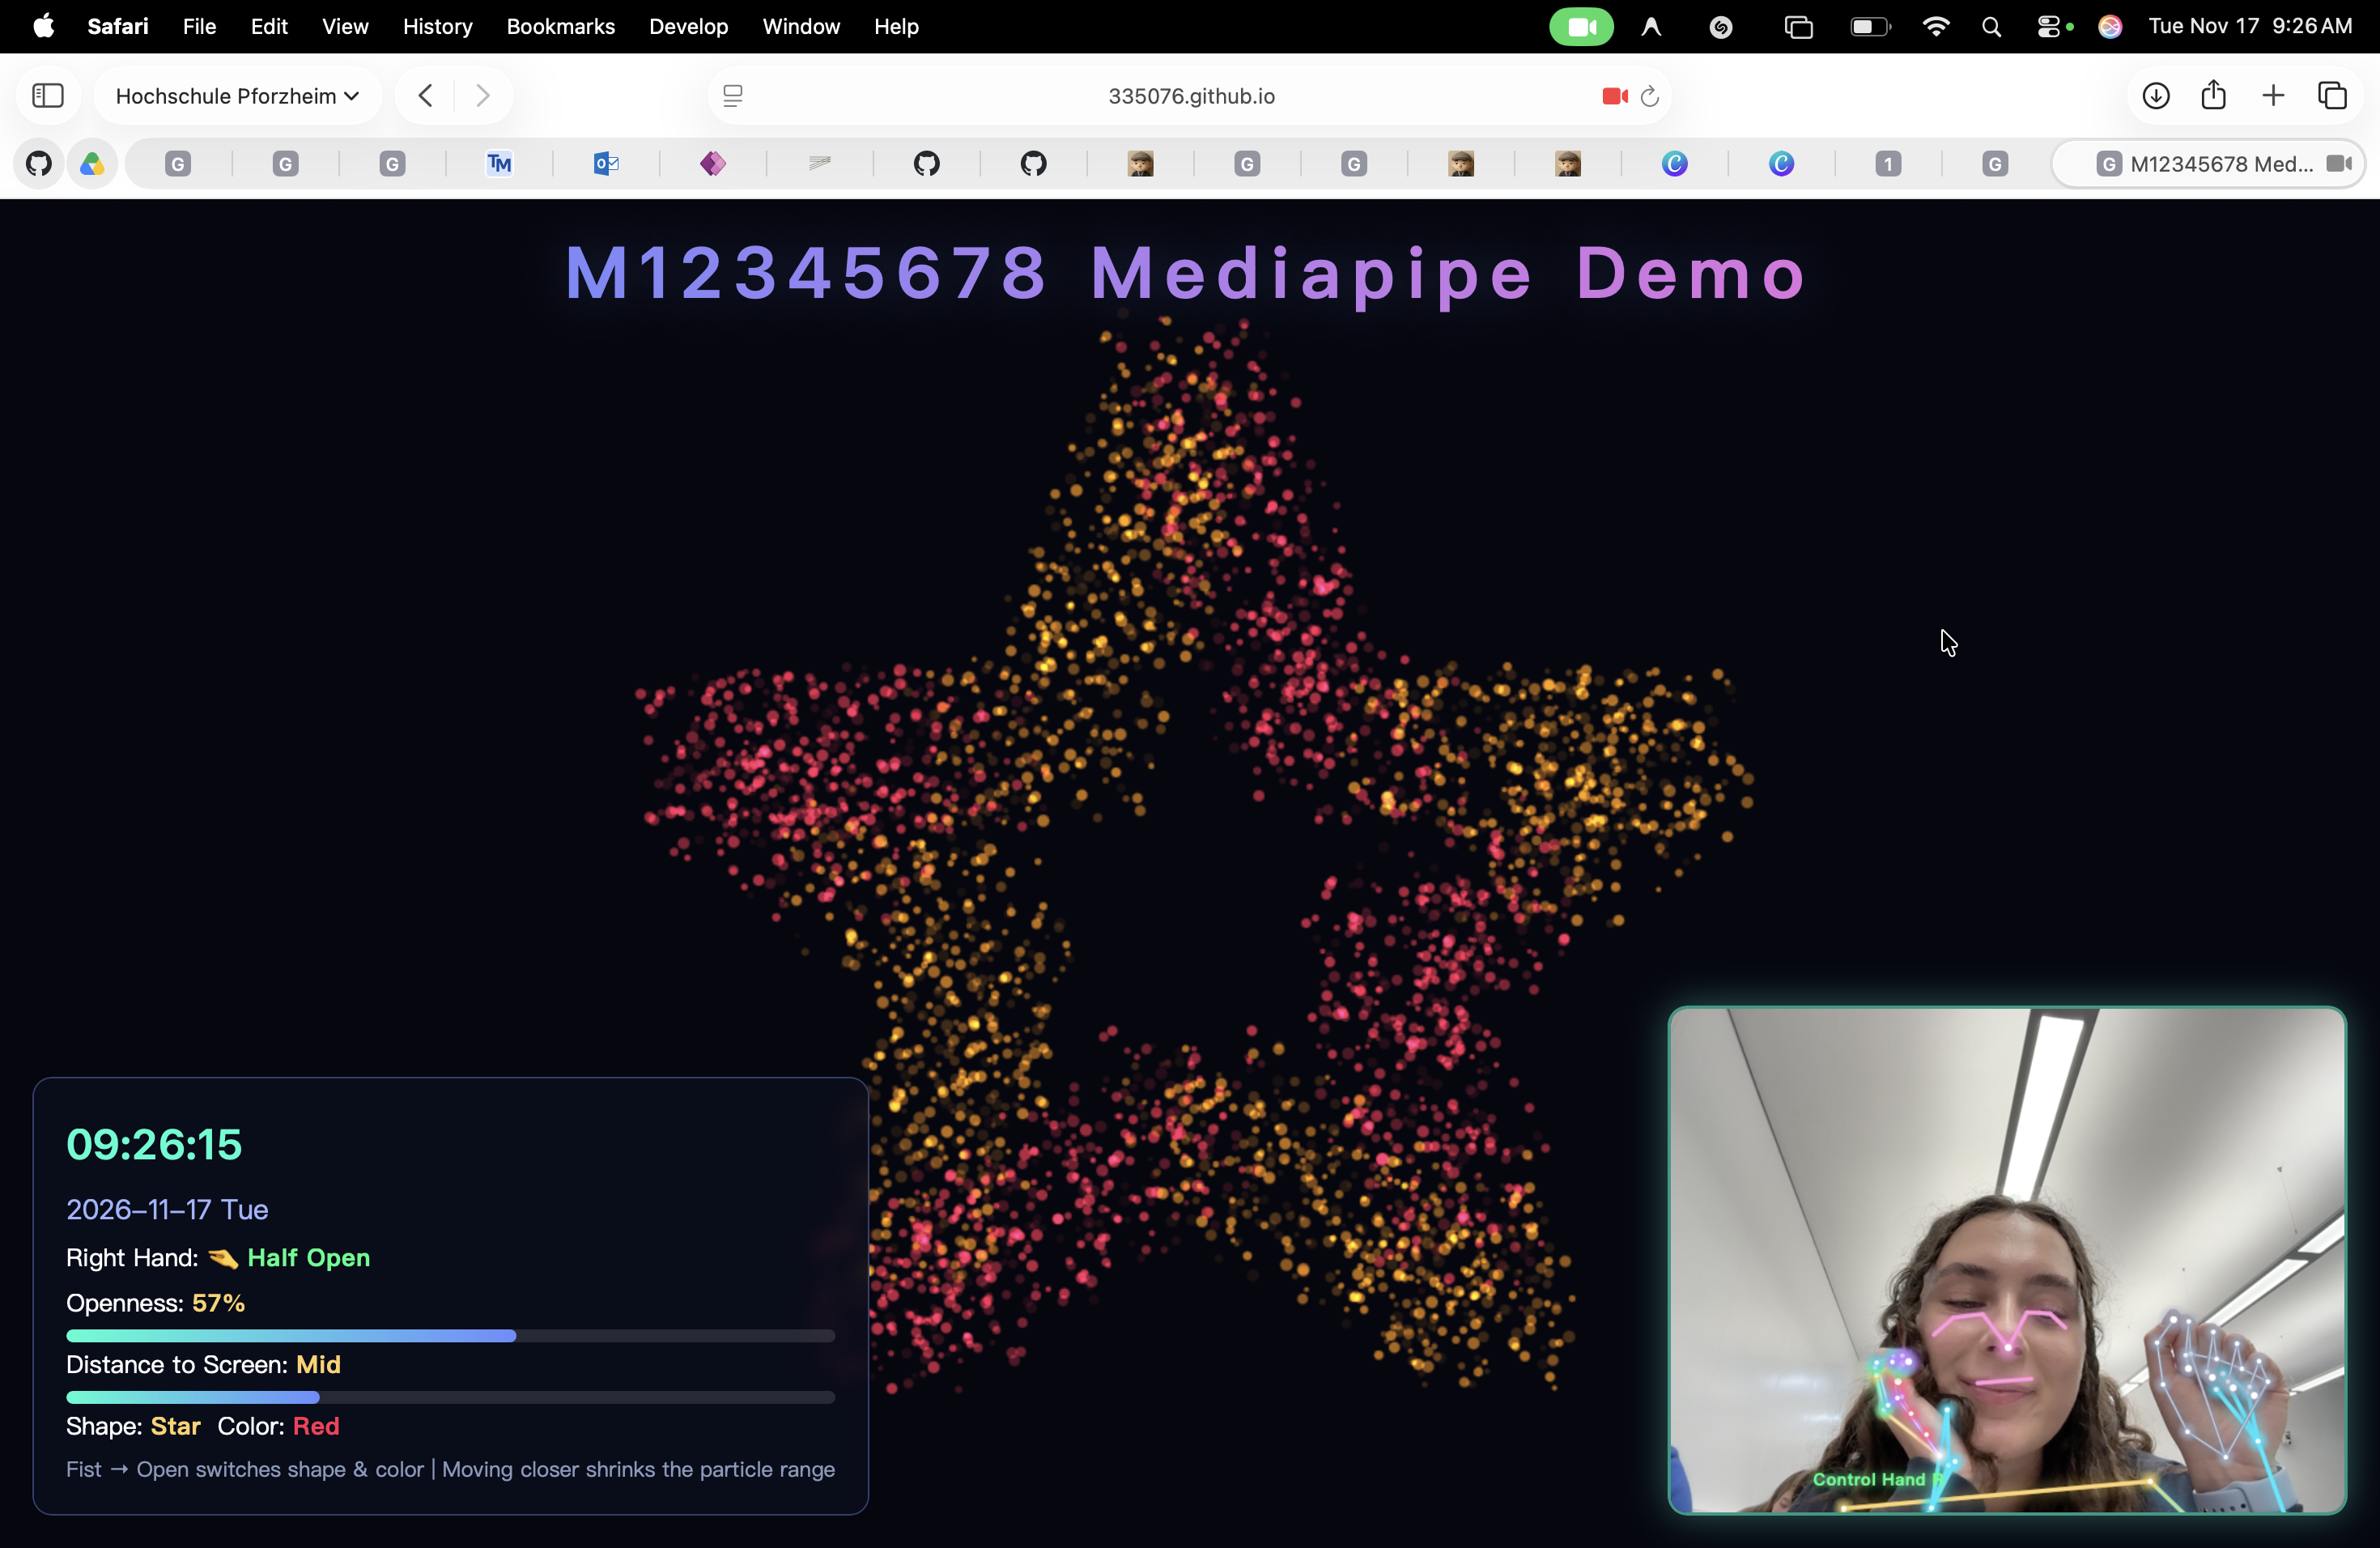 Safari File Edit View History Bookmarks Develop Window Help Tue Nov 17 9:26 AM
Hochschule Pforzheim 335076.github.io
G G G TM O G G C C 1 G G M12345678 Med...
M12345678 Mediapipe Demo
09:26:15
2026-11-17 Tue
Right Hand: 🫴 Half Open
Openness: 57%
Distance to Screen: Mid
Shape: Star Color: Red
Fist → Open switches shape & color | Moving closer shrinks the particle range
Control Hand R